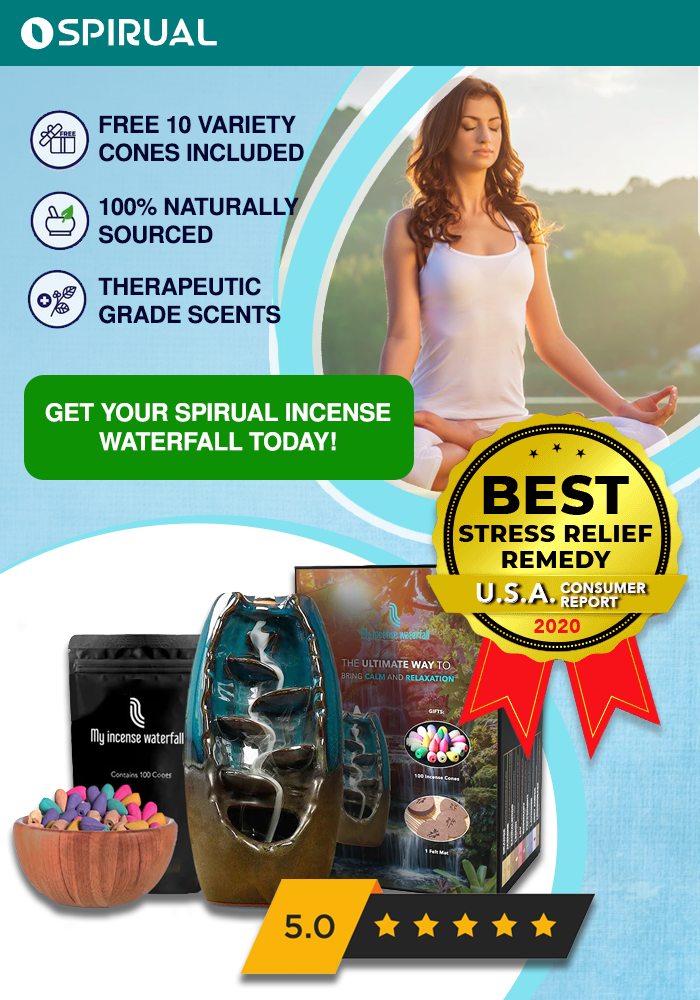 SPIRUAL
FREE
FREE 10 VARIETY
CONES INCLUDED
100% NATURALLY
SOURCED
THERAPEUTIC
GRADE SCENTS
GET YOUR SPIRUAL INCENSE
WATERFALL TODAY!
BEST
STRESS RELIEF
REMEDY
U.S.A. CONSUMER
REPORT
2020
My incense waterfall
THE ULTIMATE WAY TO
BRING CALM AND RELAXATION
GIFTS:
100 Incense Cones
1 Felt Mat
My incense waterfall
Contains 100 Cones
5.0